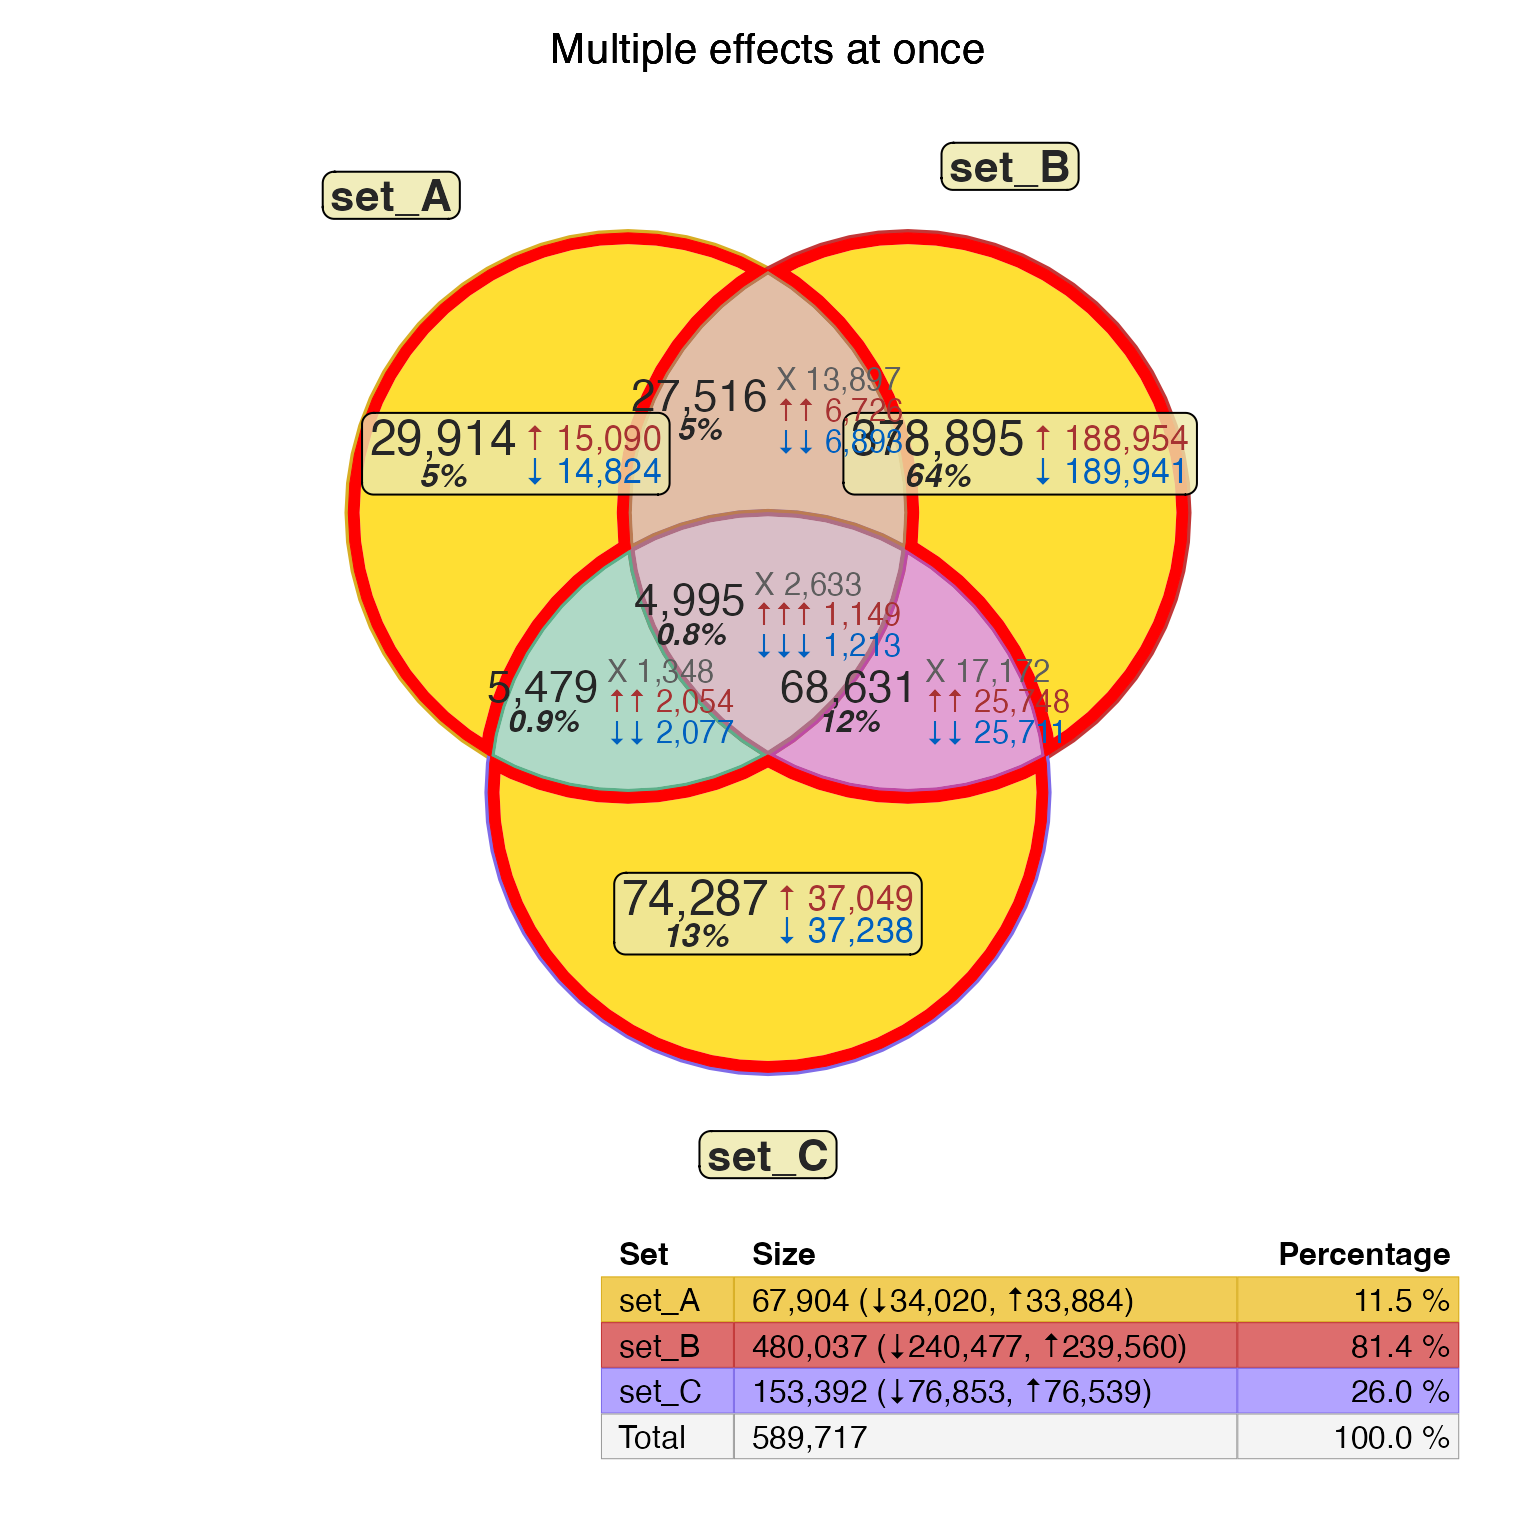 Multiple effects at once
set_A
set_B
27,516
5%
X 13,897
↑↑ 6,726
↓↓ 6,893
29,914
5%
↑ 15,090
↓ 14,824
378,895
64%
↑ 188,954
↓ 189,941
4,995
0.8%
X 2,633
↑↑↑ 1,149
↓↓↓ 1,213
5,479
0.9%
X 1,348
↑↑ 2,054
↓↓ 2,077
68,631
12%
X 17,172
↑↑ 25,748
↓↓ 25,711
74,287
13%
↑ 37,049
↓ 37,238
set_C
Set Size Percentage
set_A 67,904 (↓34,020, ↑33,884) 11.5 %
set_B 480,037 (↓240,477, ↑239,560) 81.4 %
set_C 153,392 (↓76,853, ↑76,539) 26.0 %
Total 589,717 100.0 %